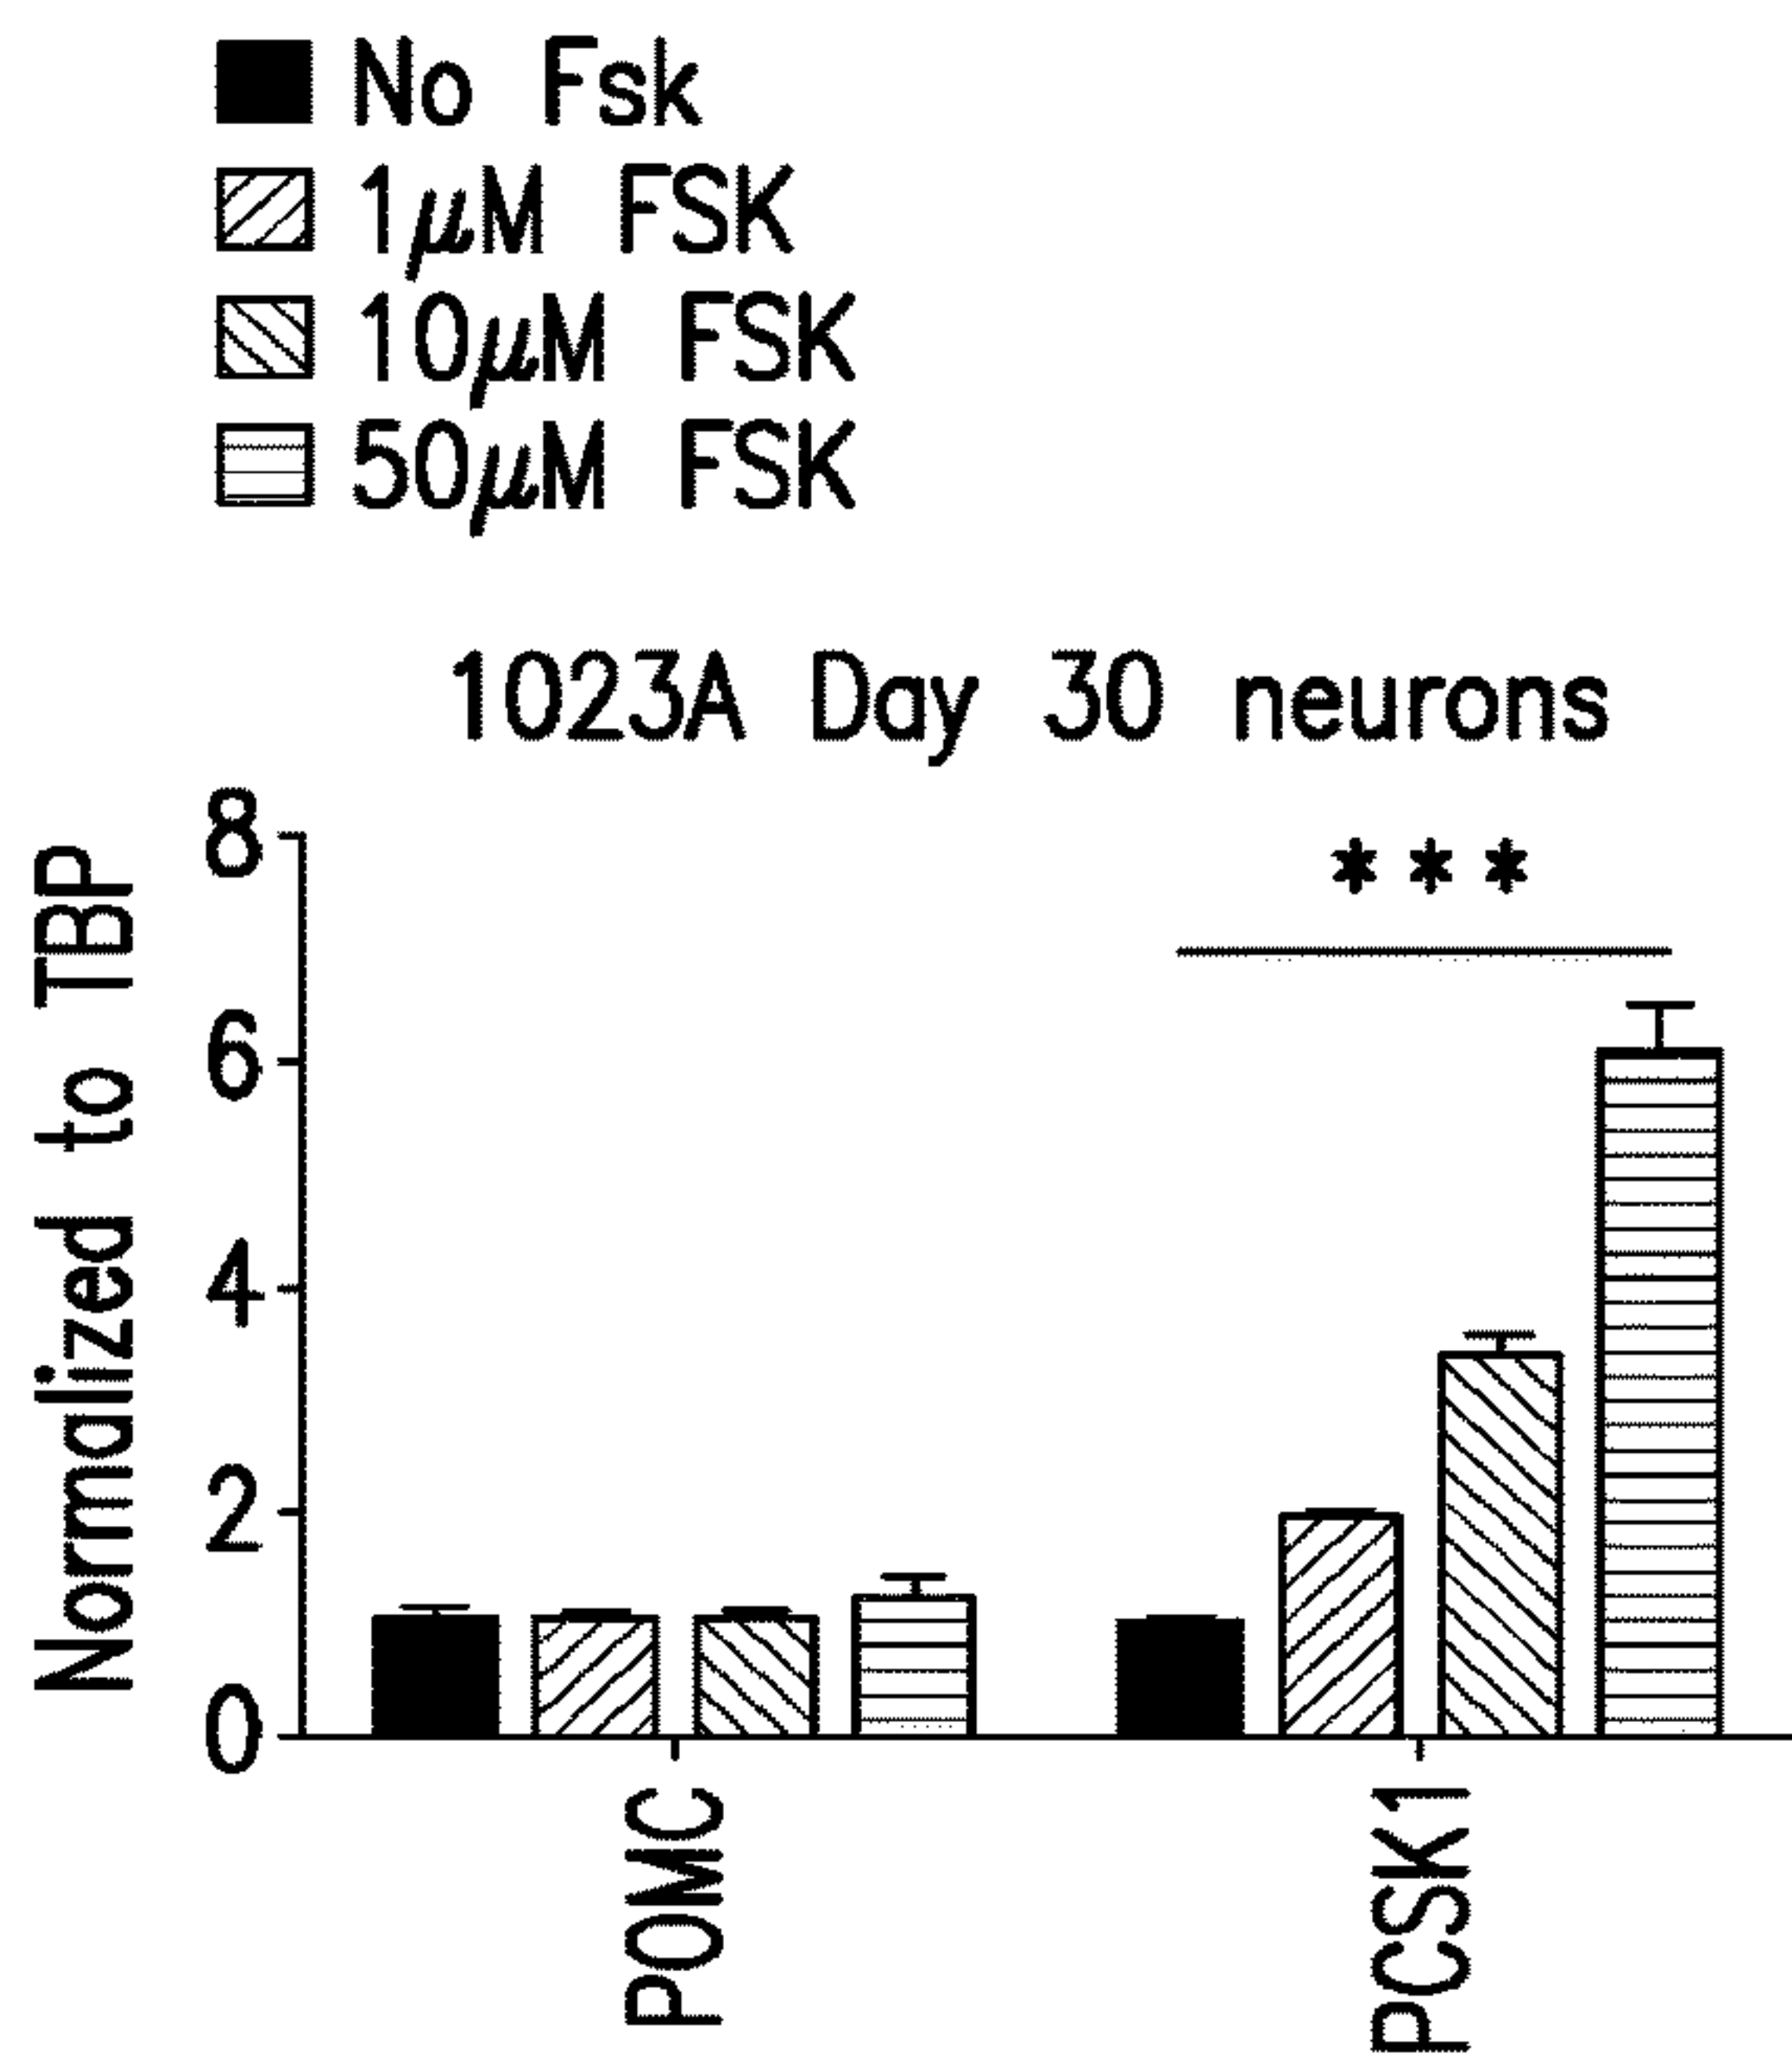 No Fsk
1μM FSK
10μM FSK
50μM FSK
1023A Day 30 neurons
***
Normalized to TBP
8
6
4
2
0
POMC
PCSK1